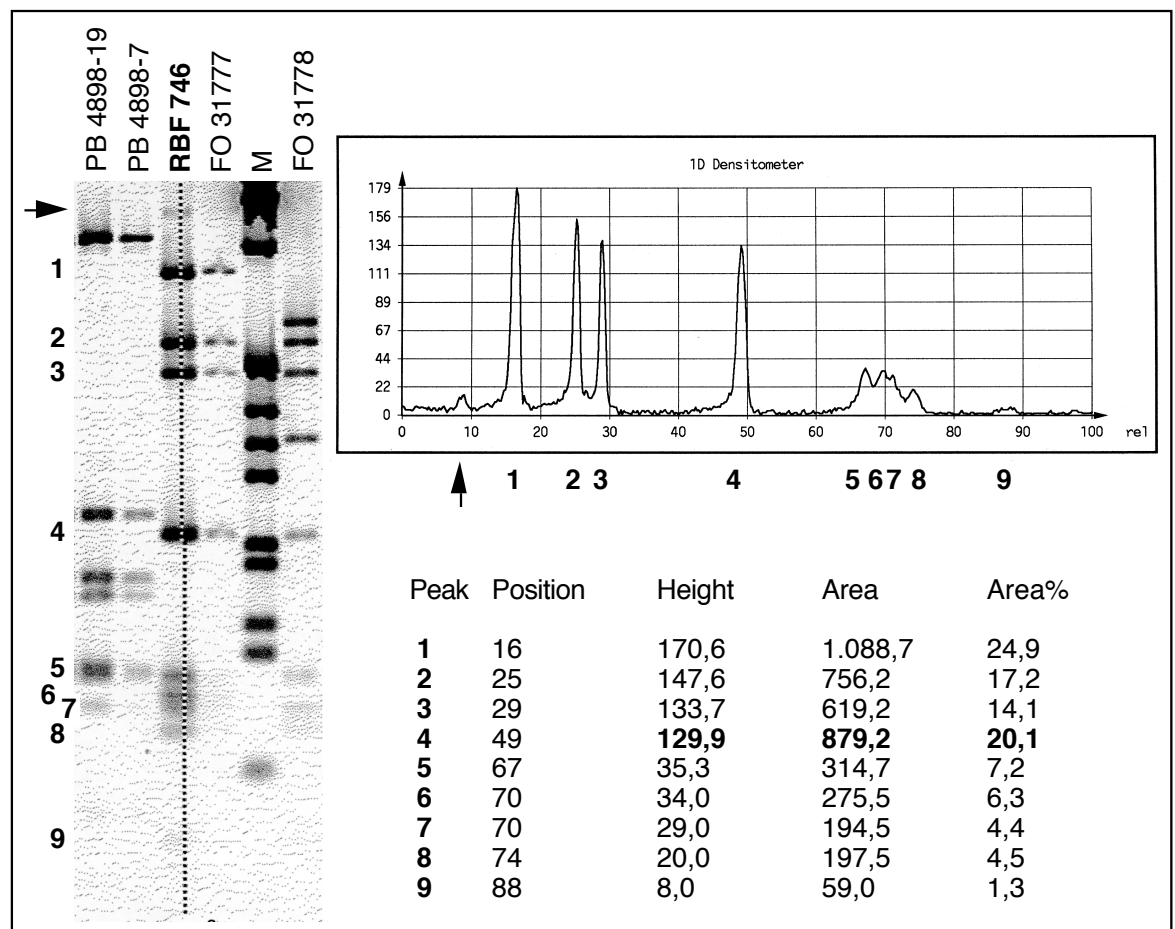 PB 4898-19
PB 4898-7
RBF 746
FO 31777
M
FO 31778
1
2
3
4
5
6 7
8
9
1D Densitometer
179
156
134
111
89
67
44
22
0
0 10 20 30 40 50 60 70 80 90 100 rel
1 2 3 4 5 6 7 8 9
Peak Position Height Area Area%
1 16 170,6 1.088,7 24,9
2 25 147,6 756,2 17,2
3 29 133,7 619,2 14,1
4 49 129,9 879,2 20,1
5 67 35,3 314,7 7,2
6 70 34,0 275,5 6,3
7 70 29,0 194,5 4,4
8 74 20,0 197,5 4,5
9 88 8,0 59,0 1,3